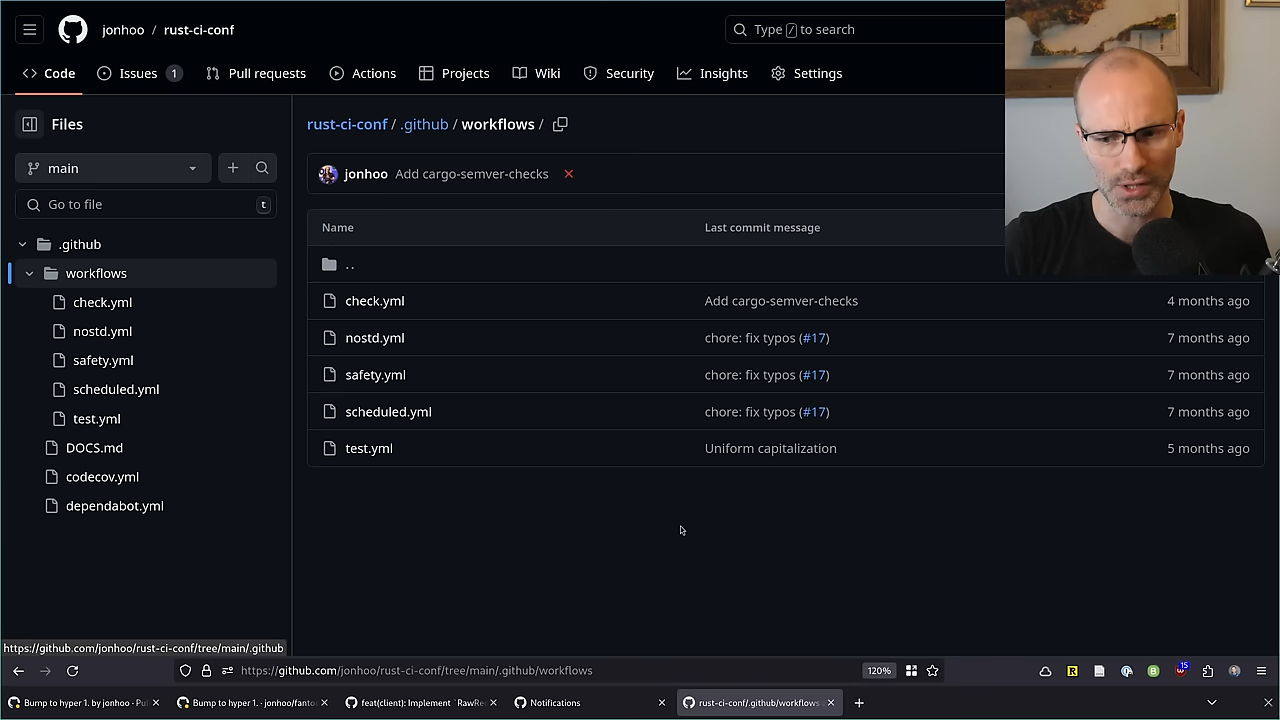 jonhoo / rust-ci-conf
Type / to search
Code
Issues 1
Pull requests
Actions
Projects
Wiki
Security
Insights
Settings
Files
rust-ci-conf / .github / workflows /
main
jonhoo Add cargo-semver-checks
Go to file t
Name Last commit message
.github
workflows
..
check.yml
nostd.yml
safety.yml
scheduled.yml
test.yml
DOCS.md
codecov.yml
dependabot.yml
check.yml Add cargo-semver-checks 4 months ago
nostd.yml chore: fix typos (#17) 7 months ago
safety.yml chore: fix typos (#17) 7 months ago
scheduled.yml chore: fix typos (#17) 7 months ago
test.yml Uniform capitalization 5 months ago
https://github.com/jonhoo/rust-ci-conf/tree/main/.github
https://github.com/jonhoo/rust-ci-conf/tree/main/.github/workflows
120%
R
B
15
Bump to hyper 1. by jonhoo · Pu
Bump to hyper 1. · jonhoo/fanto
feat(client): Implement `RawRe
Notifications
rust-ci-conf/.github/workflows